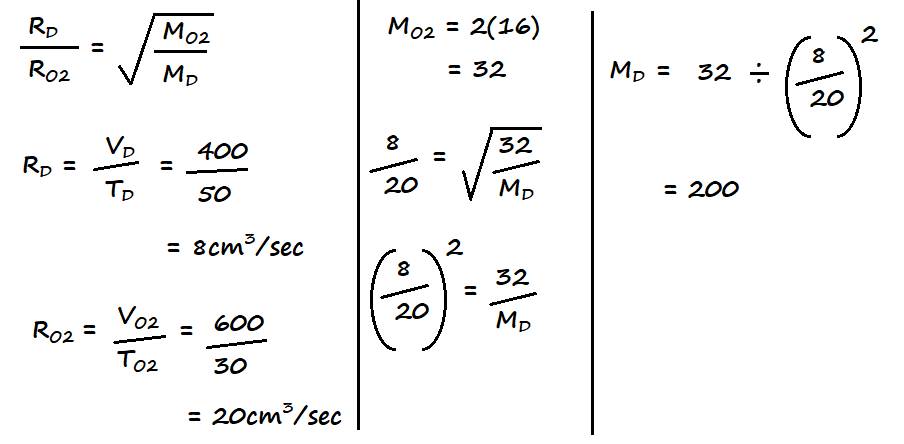 R_D / R_O2 = √(M_O2 / M_D)
R_D = V_D / T_D = 400 / 50
= 8cm³/sec
R_O2 = V_O2 / T_O2 = 600 / 30
= 20cm³/sec
M_O2 = 2(16)
= 32
8 / 20 = √(32 / M_D)
(8 / 20)² = 32 / M_D
M_D = 32 ÷ (8 / 20)²
= 200